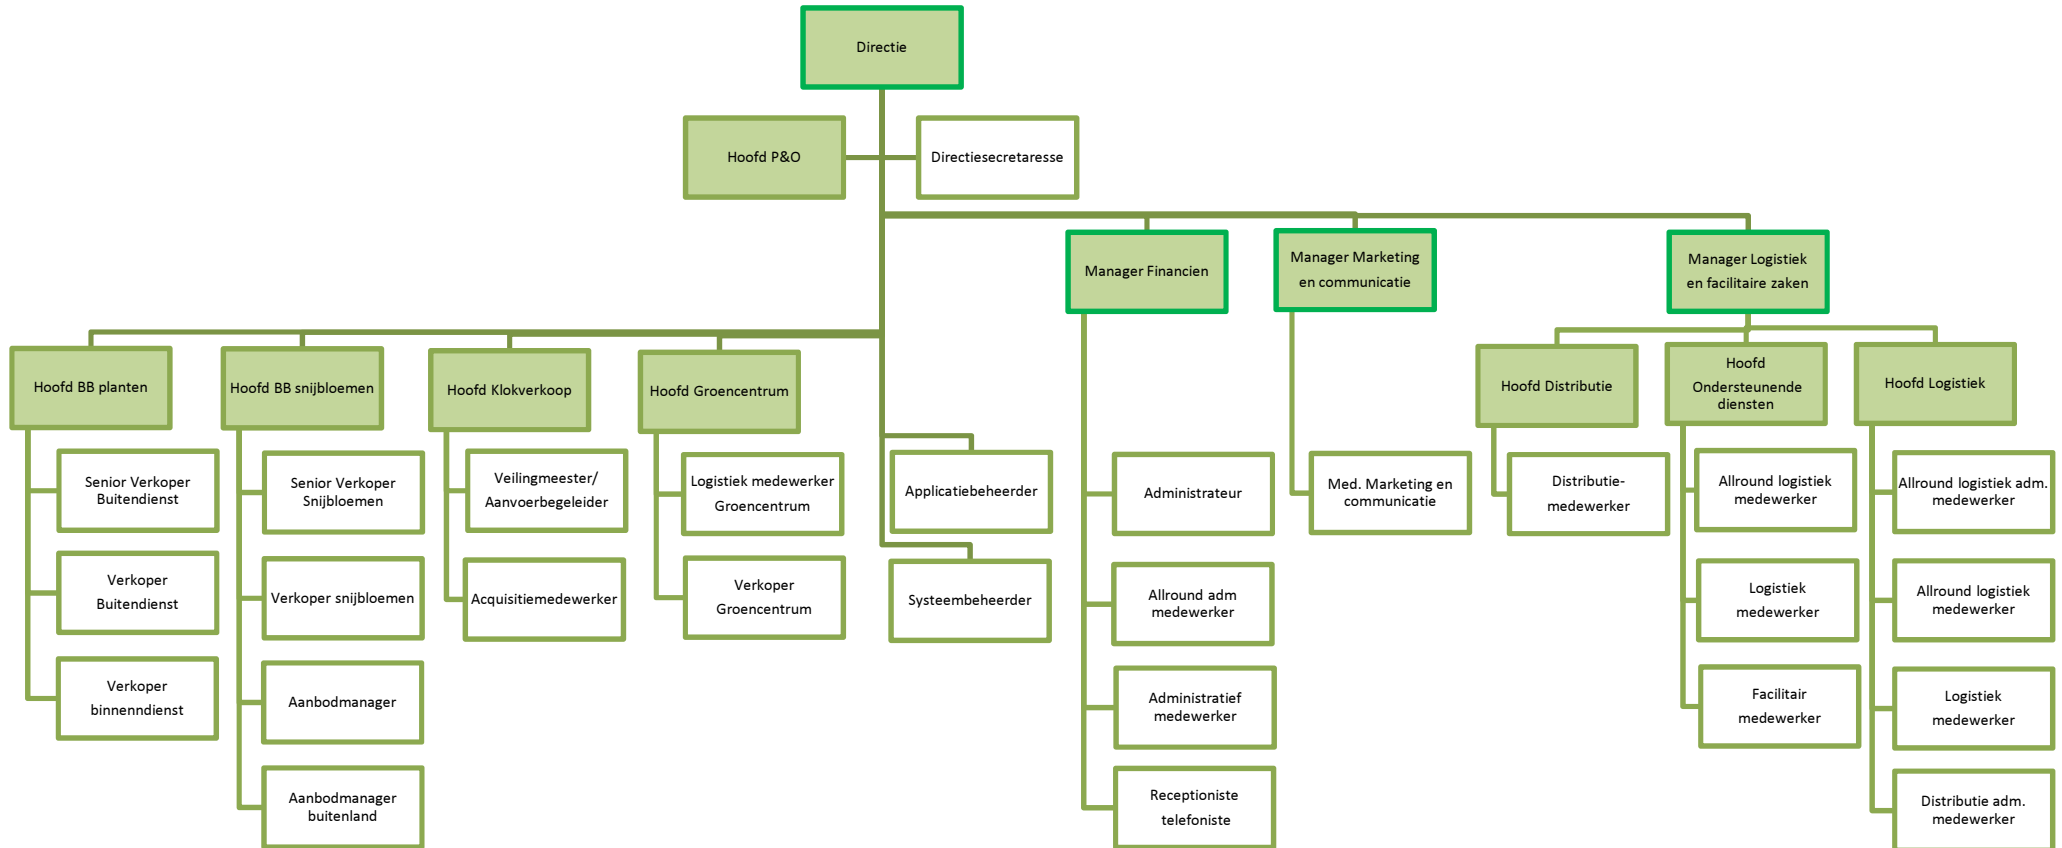 Directie
Hoofd P&O
Directiesecretaresse
Manager Financien
Manager Marketing
en communicatie
Manager Logistiek
en facilitaire zaken
Hoofd BB planten
Hoofd BB snijbloemen
Hoofd Klokverkoop
Hoofd Groencentrum
Hoofd Distributie
Hoofd
Ondersteunende
diensten
Hoofd Logistiek
Senior Verkoper
Buitendienst
Verkoper
Buitendienst
Verkoper
binnenndienst
Senior Verkoper
Snijbloemen
Verkoper snijbloemen
Aanbodmanager
Aanbodmanager
buitenland
Veilingmeester/
Aanvoerbegeleider
Acquisitiemedewerker
Logistiek medewerker
Groencentrum
Verkoper
Groencentrum
Applicatiebeheerder
Systeembeheerder
Administrateur
Allround adm
medewerker
Administratief
medewerker
Receptioniste
telefoniste
Med. Marketing en
communicatie
Distributie-
medewerker
Allround logistiek
medewerker
Logistiek
medewerker
Facilitair
medewerker
Allround logistiek adm.
medewerker
Allround logistiek
medewerker
Logistiek
medewerker
Distributie adm.
medewerker